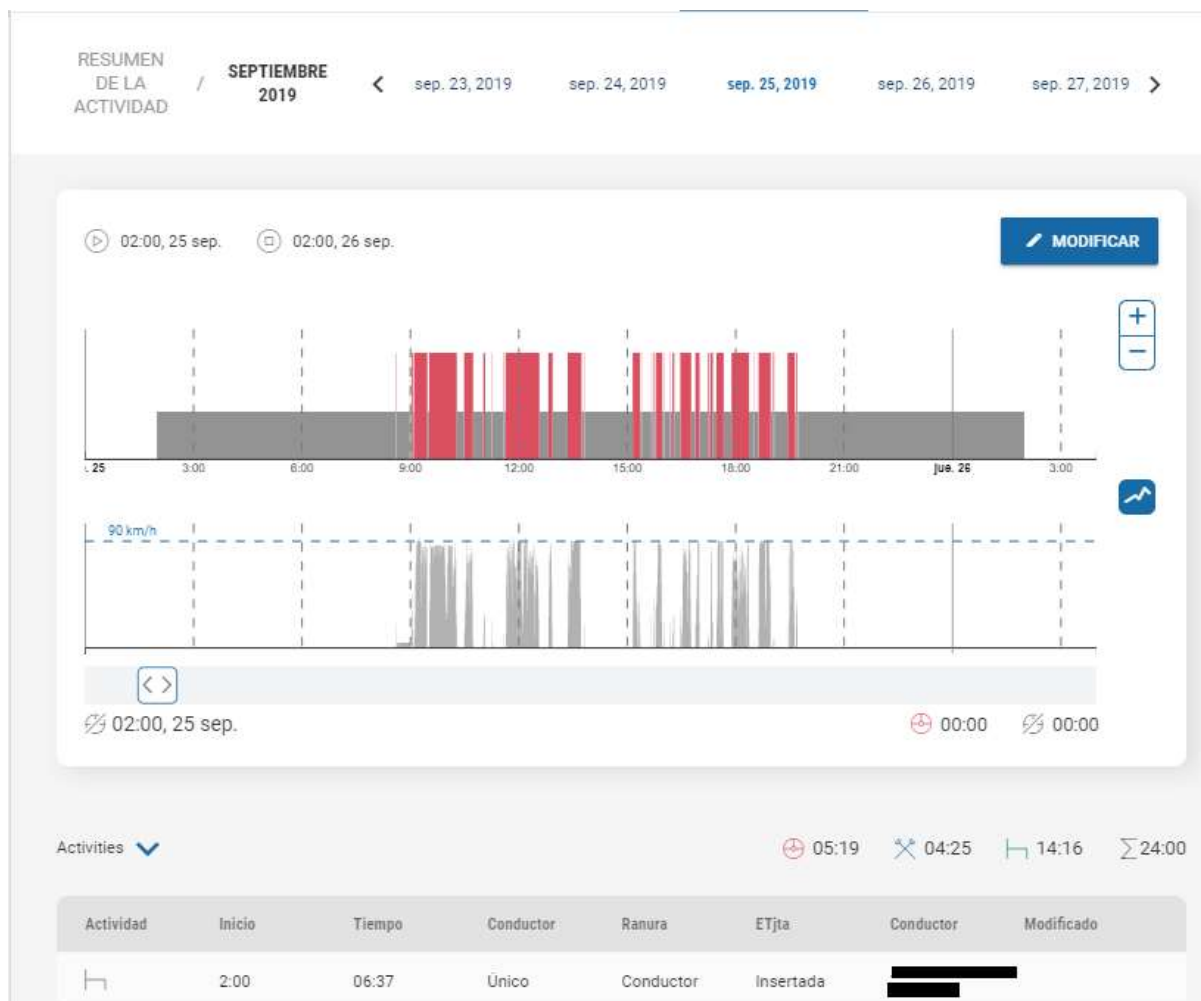 RESUMEN
DE LA
ACTIVIDAD
/
SEPTIEMBRE
2019
sep. 23, 2019
sep. 24, 2019
sep. 25, 2019
sep. 26, 2019
sep. 27, 2019
02:00, 25 sep.
02:00, 26 sep.
MODIFICAR
. 25 3:00 6:00 9:00 12:00 15:00 18:00 21:00 jue. 26 3:00
90 km/h
02:00, 25 sep.
00:00
00:00
Activities
05:19
04:25
14:16
∑24:00
Actividad Inicio Tiempo Conductor Ranura ETjta Conductor Modificado
2:00 06:37 Único Conductor Insertada